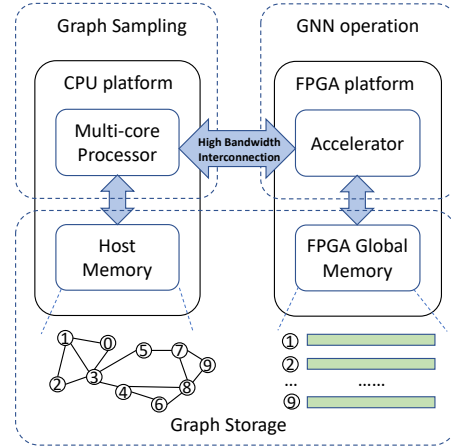 Graph Sampling
GNN operation
CPU platform
FPGA platform
Multi-core
Processor
High Bandwidth
Interconnection
Accelerator
Host
Memory
FPGA Global
Memory
1
0
5
7
9
2
3
4
8
6
1
2
... ......
9
Graph Storage